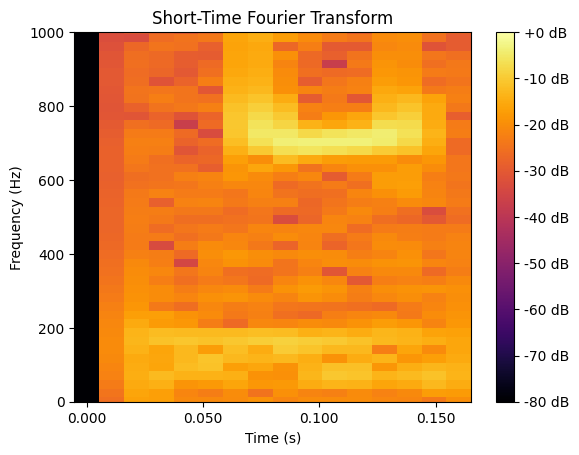 Short-Time Fourier Transform
1000
800
600
400
200
0
Frequency (Hz)
0.000
0.050
0.100
0.150
Time (s)
+0 dB
-10 dB
-20 dB
-30 dB
-40 dB
-50 dB
-60 dB
-70 dB
-80 dB